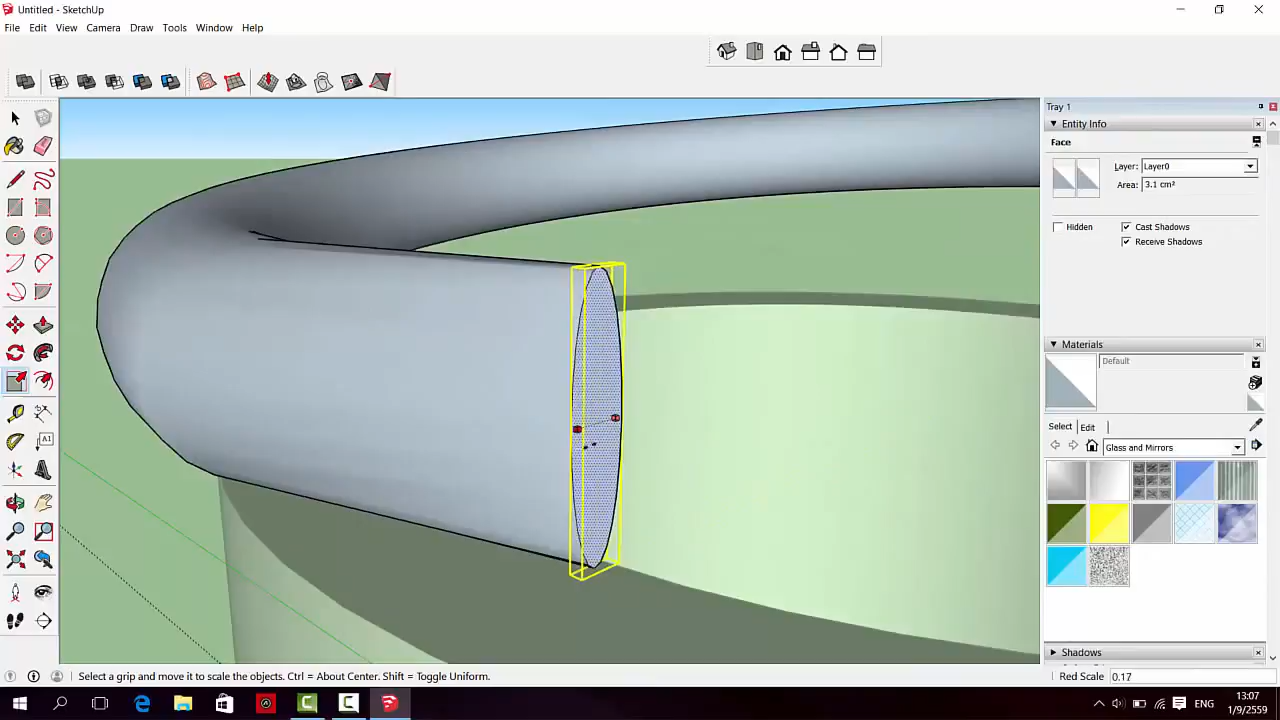 Untitled - SketchUp
File Edit View Camera Draw Tools Window Help
Tray 1
Entity Info
Face
Layer: Layer0
Area: 3.1 cm²
Hidden Cast Shadows
Receive Shadows
Materials
Default
Select Edit
Glass and Mirrors
A1
Shadows
Select a grip and move it to scale the objects. Ctrl = About Center. Shift = Toggle Uniform.
Red Scale 0.17
ENG
13:07
1/9/2559